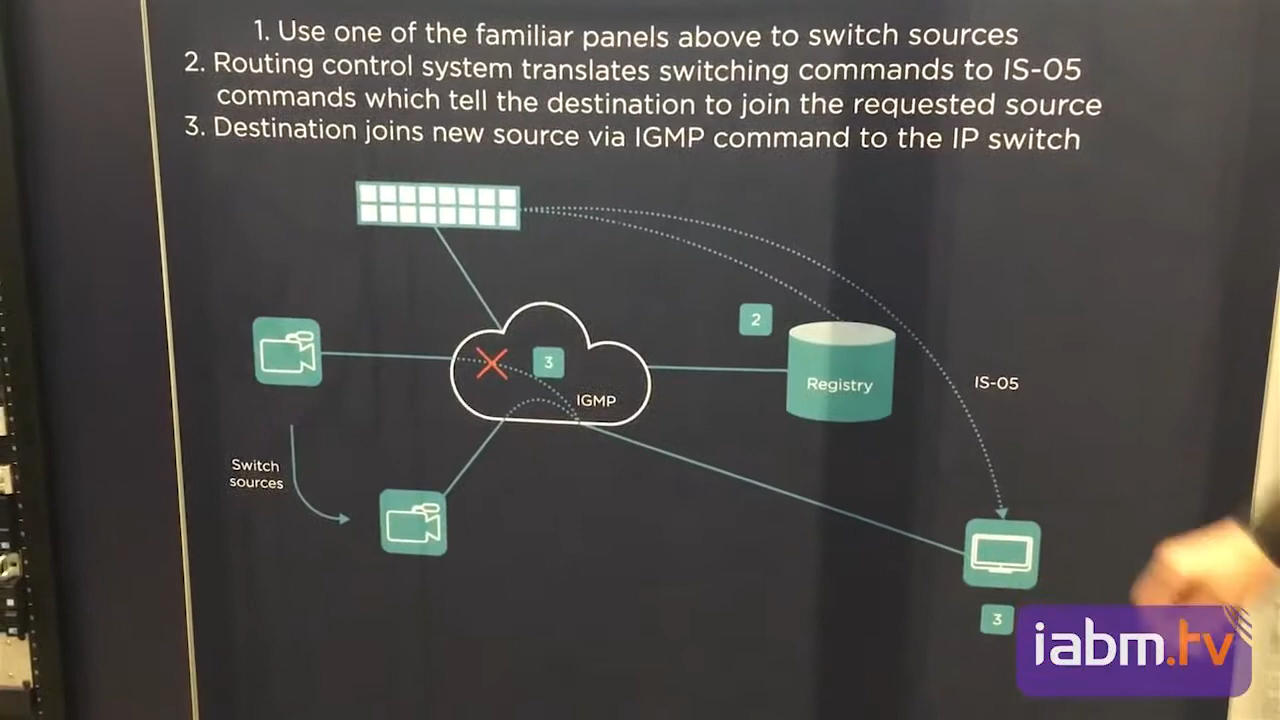 1. Use one of the familiar panels above to switch sources
2. Routing control system translates switching commands to IS-05
commands which tell the destination to join the requested source
3. Destination joins new source via IGMP command to the IP switch
2
3
Registry
IS-05
IGMP
Switch
sources
3
iabm.tv